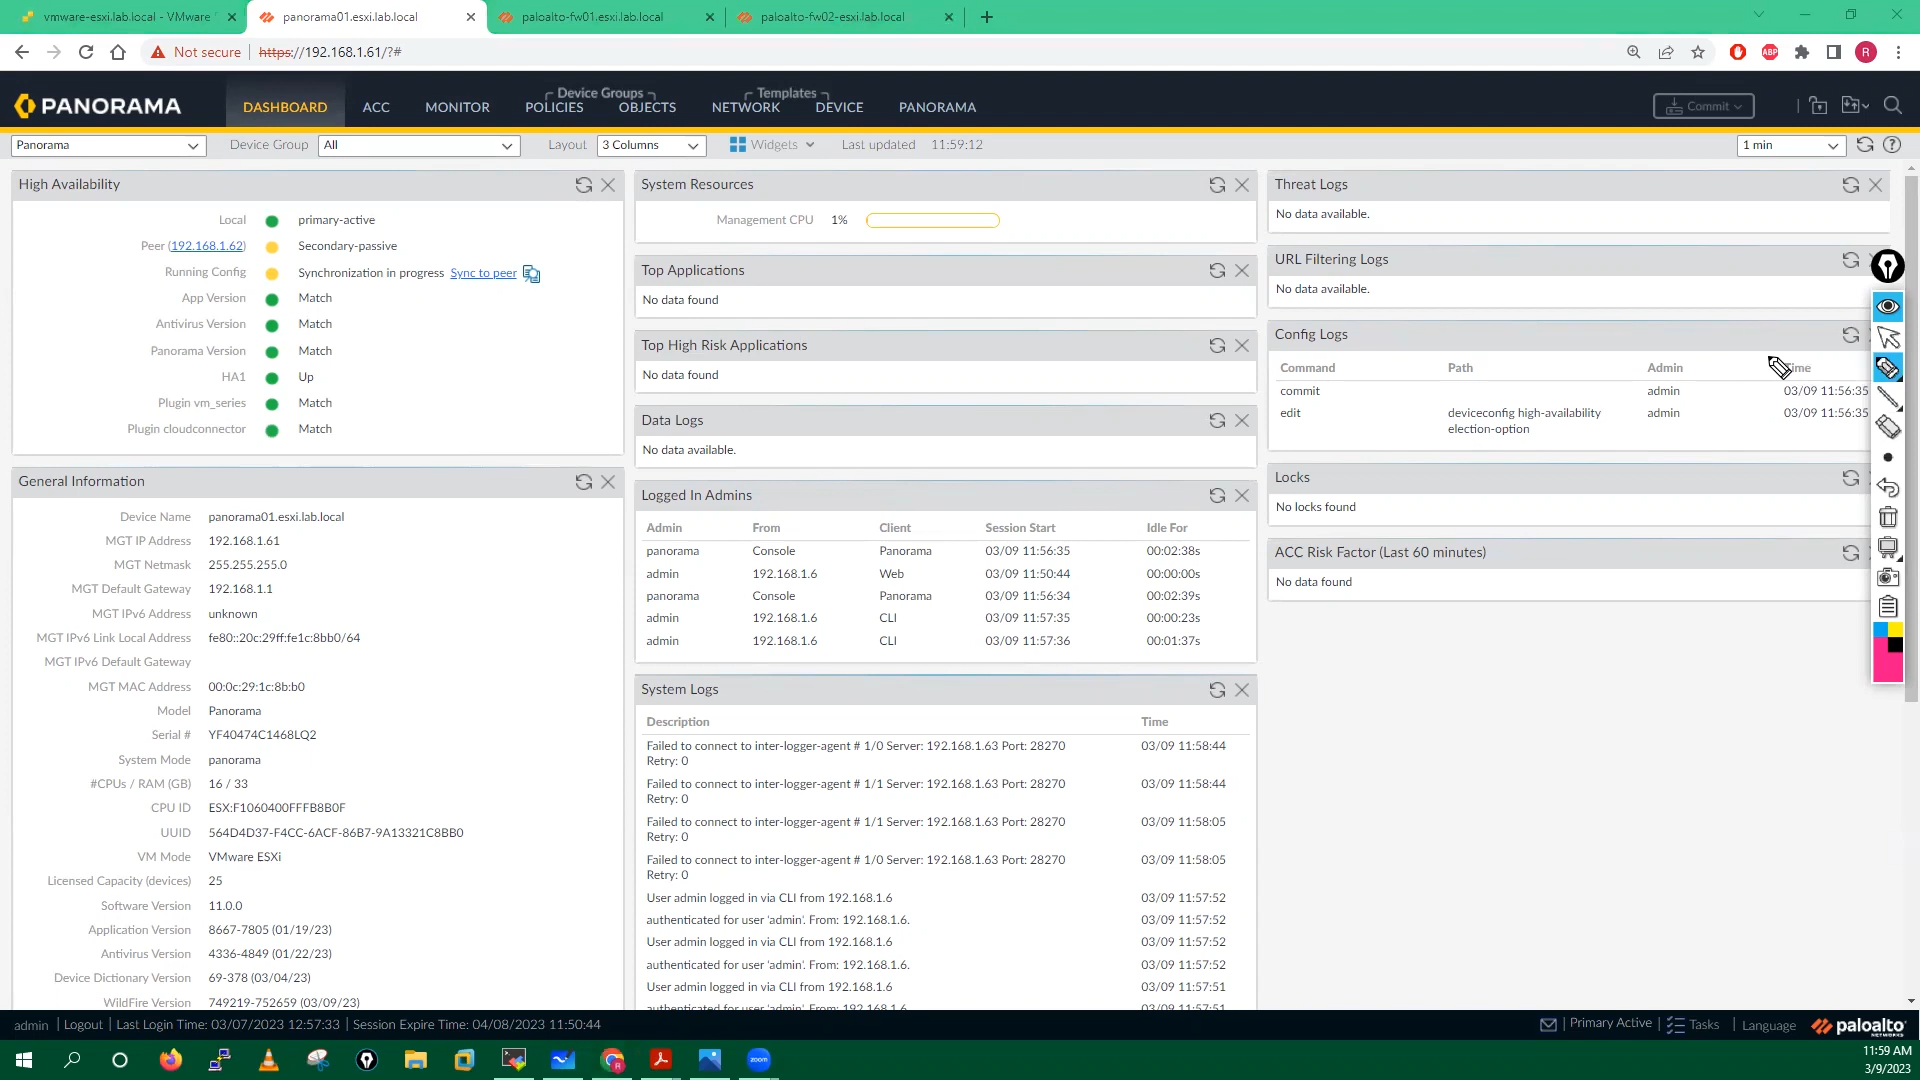 vmware-esxi.lab.local - VMware
panorama01.esxi.lab.local
paloalto-fw01.esxi.lab.local
paloalto-fw02-esxi.lab.local
Not secure https://192.168.1.61/?#
ABP
R
PANORAMA
Device Groups
Templates
DASHBOARD ACC MONITOR POLICIES OBJECTS NETWORK DEVICE PANORAMA
Commit
Panorama
Device Group All
Layout 3 Columns
Widgets
Last updated 11:59:12
1 min
High Availability
Local primary-active
Peer (192.168.1.62) Secondary-passive
Running Config Synchronization in progress Sync to peer
App Version Match
Antivirus Version Match
Panorama Version Match
HA1 Up
Plugin vm_series Match
Plugin cloudconnector Match
General Information
Device Name panorama01.esxi.lab.local
MGT IP Address 192.168.1.61
MGT Netmask 255.255.255.0
MGT Default Gateway 192.168.1.1
MGT IPv6 Address unknown
MGT IPv6 Link Local Address fe80::20c:29ff:fe1c:8bb0/64
MGT IPv6 Default Gateway
MGT MAC Address 00:0c:29:1c:8b:b0
Model Panorama
Serial # YF40474C1468LQ2
System Mode panorama
#CPUs / RAM (GB) 16 / 33
CPU ID ESX:F1060400FFFB8B0F
UUID 564D4D37-F4CC-6ACF-86B7-9A13321C8BB0
VM Mode VMware ESXi
Licensed Capacity (devices) 25
Software Version 11.0.0
Application Version 8667-7805 (01/19/23)
Antivirus Version 4336-4849 (01/22/23)
Device Dictionary Version 69-378 (03/04/23)
WildFire Version 749219-752659 (03/09/23)
System Resources
Management CPU 1%
Top Applications
No data found
Top High Risk Applications
No data found
Data Logs
No data available.
Logged In Admins
Admin From Client Session Start Idle For
panorama Console Panorama 03/09 11:56:35 00:02:38s
admin 192.168.1.6 Web 03/09 11:50:44 00:00:00s
panorama Console Panorama 03/09 11:56:34 00:02:39s
admin 192.168.1.6 CLI 03/09 11:57:35 00:00:23s
admin 192.168.1.6 CLI 03/09 11:57:36 00:01:37s
System Logs
Description Time
Failed to connect to inter-logger-agent # 1/0 Server: 192.168.1.63 Port: 28270 03/09 11:58:44
Retry: 0
Failed to connect to inter-logger-agent # 1/1 Server: 192.168.1.63 Port: 28270 03/09 11:58:44
Retry: 0
Failed to connect to inter-logger-agent # 1/1 Server: 192.168.1.63 Port: 28270 03/09 11:58:05
Retry: 0
Failed to connect to inter-logger-agent # 1/0 Server: 192.168.1.63 Port: 28270 03/09 11:58:05
Retry: 0
User admin logged in via CLI from 192.168.1.6 03/09 11:57:52
authenticated for user 'admin'. From: 192.168.1.6. 03/09 11:57:52
User admin logged in via CLI from 192.168.1.6 03/09 11:57:52
authenticated for user 'admin'. From: 192.168.1.6. 03/09 11:57:52
User admin logged in via CLI from 192.168.1.6 03/09 11:57:51
authenticated for user 'admin'. From: 192.168.1.6. 03/09 11:57:51
Threat Logs
No data available.
URL Filtering Logs
No data available.
Config Logs
Command Path Admin Time
commit admin 03/09 11:56:35
edit deviceconfig high-availability admin 03/09 11:56:35
election-option
Locks
No locks found
ACC Risk Factor (Last 60 minutes)
No data found
admin | Logout | Last Login Time: 03/07/2023 12:57:33 | Session Expire Time: 04/08/2023 11:50:44
| Primary Active | Tasks | Language paloalto
NETWORKS
zoom
11:59 AM
3/9/2023